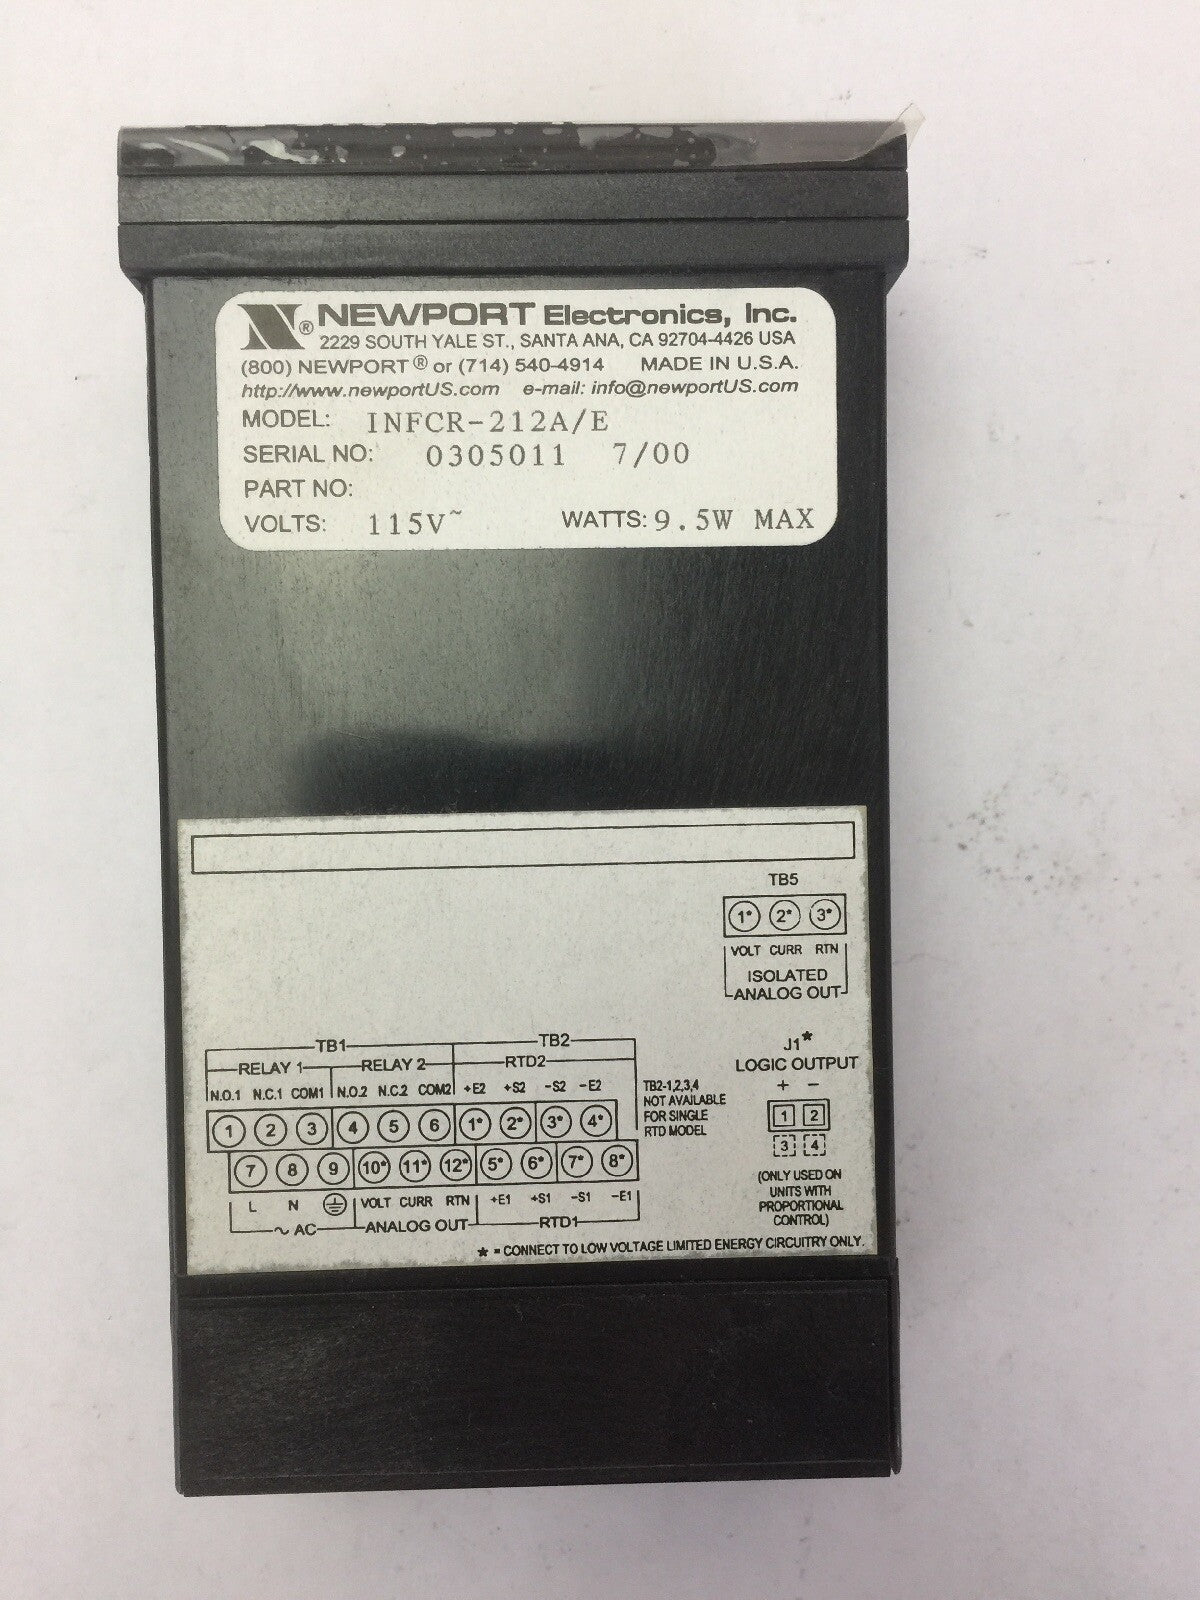 N® NEWPORT Electronics, Inc.
2229 SOUTH YALE ST., SANTA ANA, CA 92704-4426 USA
(800) NEWPORT ® or (714) 540-4914 MADE IN U.S.A.
http://www.newportUS.com e-mail: info@newportUS.com
MODEL: INFCR-212A/E
SERIAL NO: 0305011 7/00
PART NO:
VOLTS: 115V~ WATTS: 9.5W MAX
TB5
1* 2* 3*
VOLT CURR RTN
ISOLATED
ANALOG OUT
TB1 TB2
RELAY 1 RELAY 2 RTD2
N.O.1 N.C.1 COM1 N.O.2 N.C.2 COM2 +E2 +S2 -S2 -E2
1 2 3 4 5 6 1* 2* 3* 4*
7 8 9 10* 11* 12* 5* 6* 7* 8*
L N VOLT CURR RTN +E1 +S1 -S1 -E1
~ AC ANALOG OUT RTD1
TB2-1,2,3,4
NOT AVAILABLE
FOR SINGLE
RTD MODEL
J1*
LOGIC OUTPUT
+ -
1 2
3 4
(ONLY USED ON
UNITS WITH
PROPORTIONAL
CONTROL)
* = CONNECT TO LOW VOLTAGE LIMITED ENERGY CIRCUITRY ONLY.